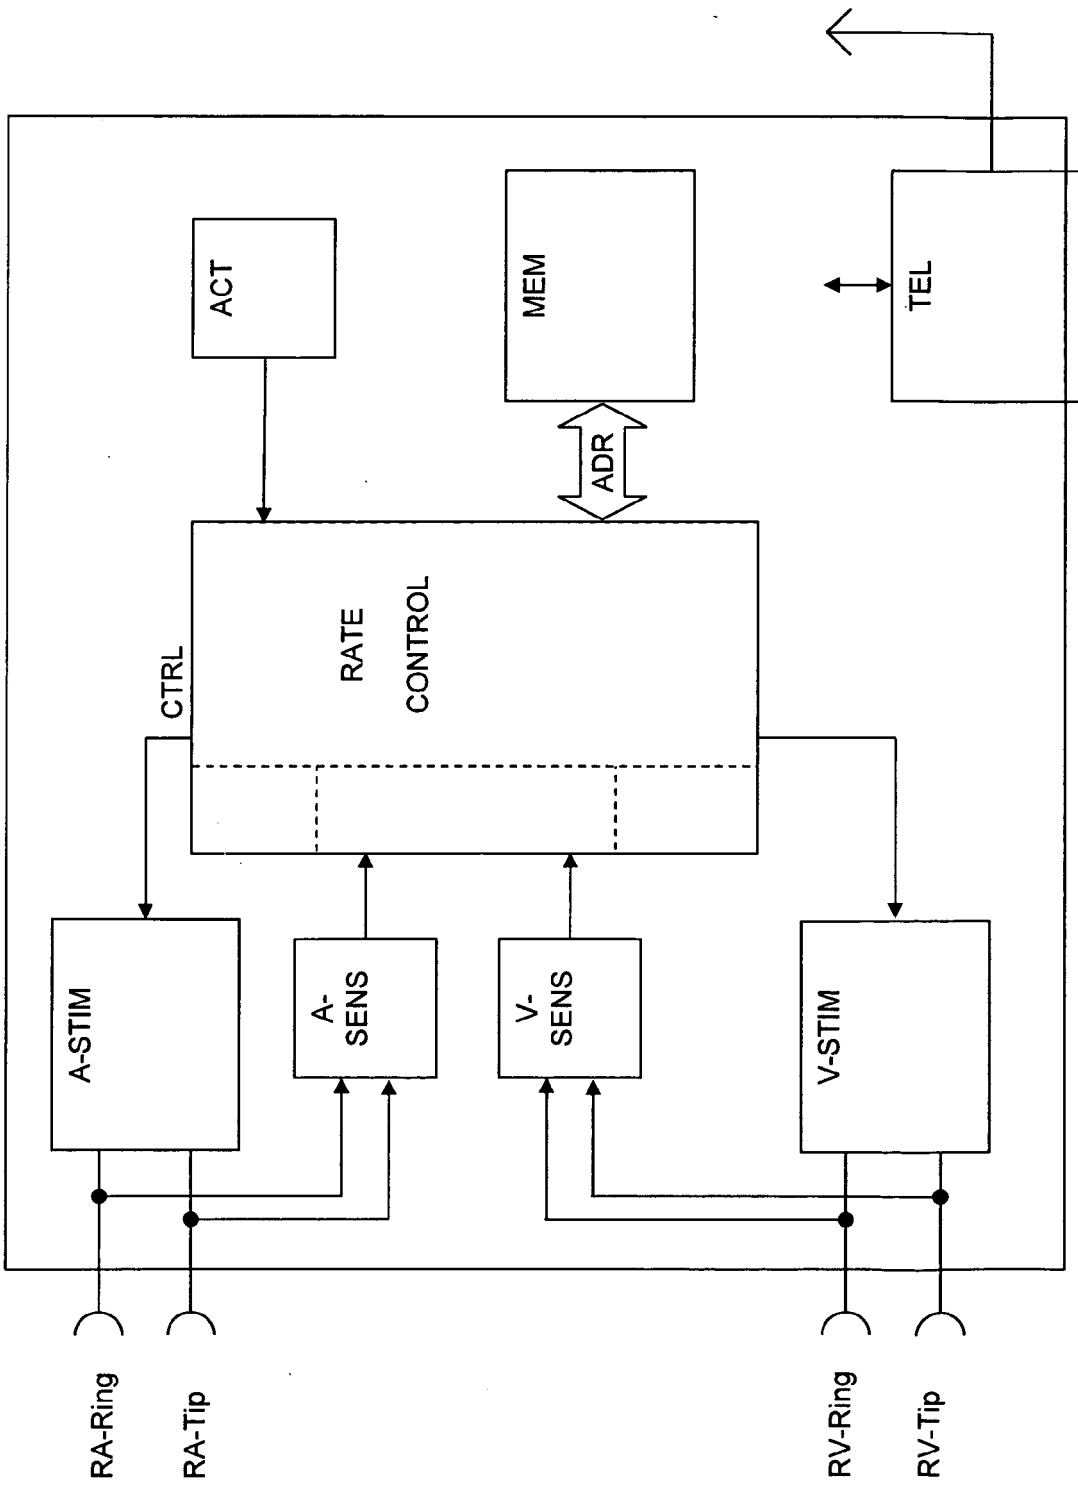 RA-Ring
RA-Tip
A-STIM
A-
SENS
V-
SENS
V-STIM
RV-Ring
RV-Tip
CTRL
RATE
CONTROL
ACT
ADR
MEM
TEL